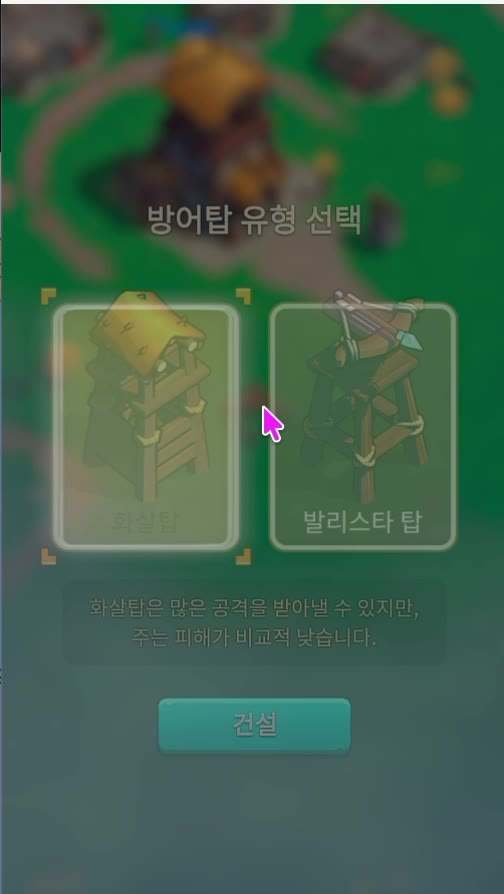 방어탑 유형 선택
화살탑
발리스타 탑
화살탑은 많은 공격을 받아낼 수 있지만,
주는 피해가 비교적 낮습니다.
건설